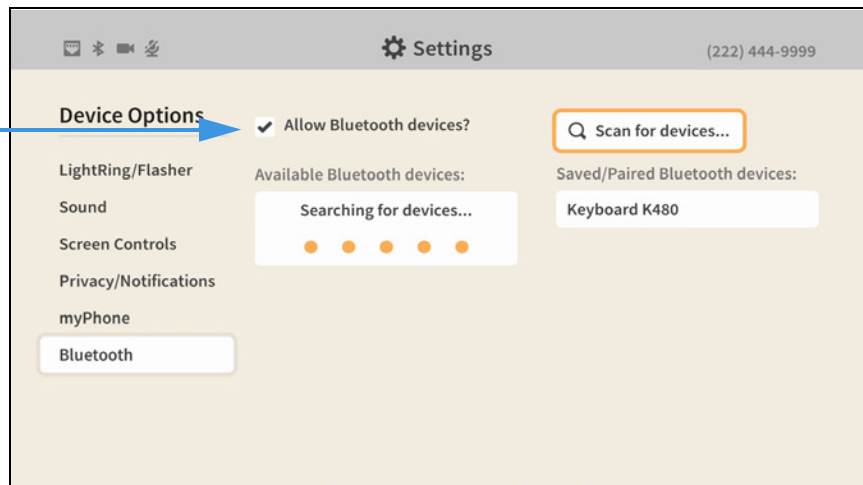 Settings
(222) 444-9999
Device Options
LightRing/Flasher
Sound
Screen Controls
Privacy/Notifications
myPhone
Bluetooth
Allow Bluetooth devices?
Available Bluetooth devices:
Searching for devices...
Scan for devices...
Saved/Paired Bluetooth devices:
Keyboard K480